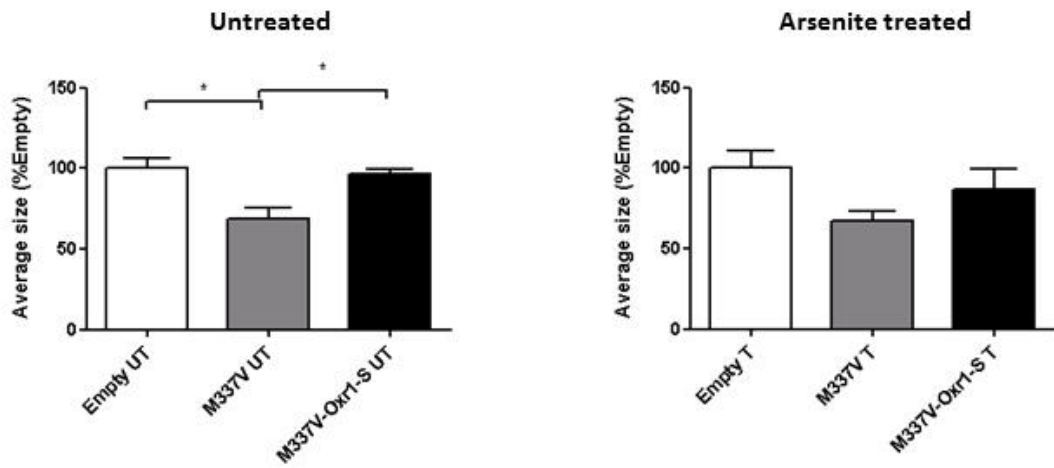 Untreated
*
*
150
100
50
0
Average size (%Empty)
Empty UT
M337V UT
M337V-Oxr1-S UT
Arsenite treated
150
100
50
0
Average size (%Empty)
Empty T
M337V T
M337V-Oxr1-S T